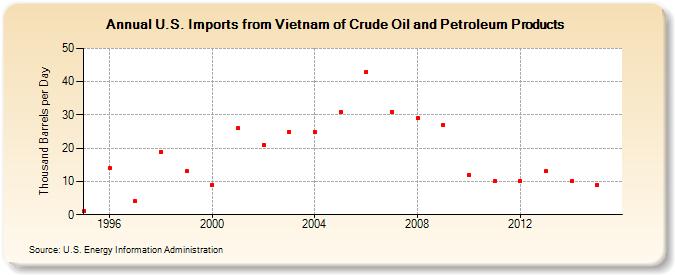 Annual U.S. Imports from Vietnam of Crude Oil and Petroleum Products
Thousand Barrels per Day
50
40
30
20
10
0
1996 2000 2004 2008 2012
Source: U.S. Energy Information Administration